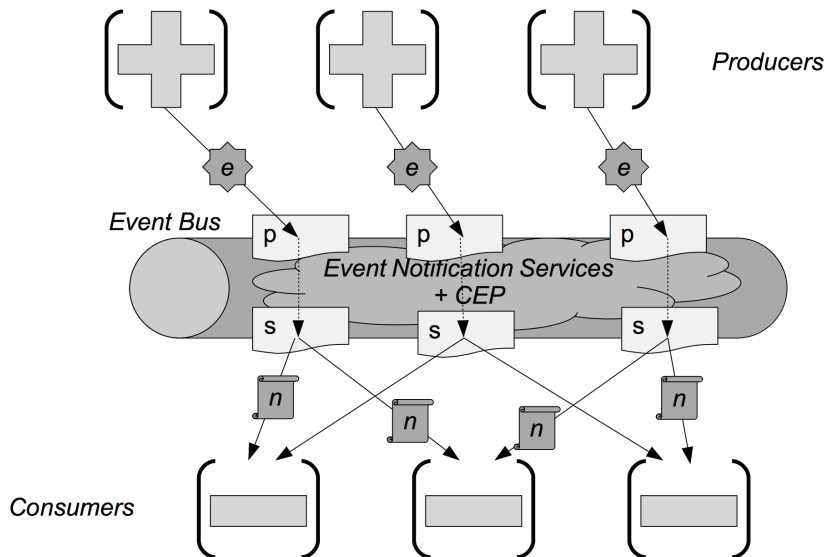 Producers
e
e
e
Event Bus
p
p
p
Event Notification Services
+ CEP
s
s
s
n
n
n
n
Consumers